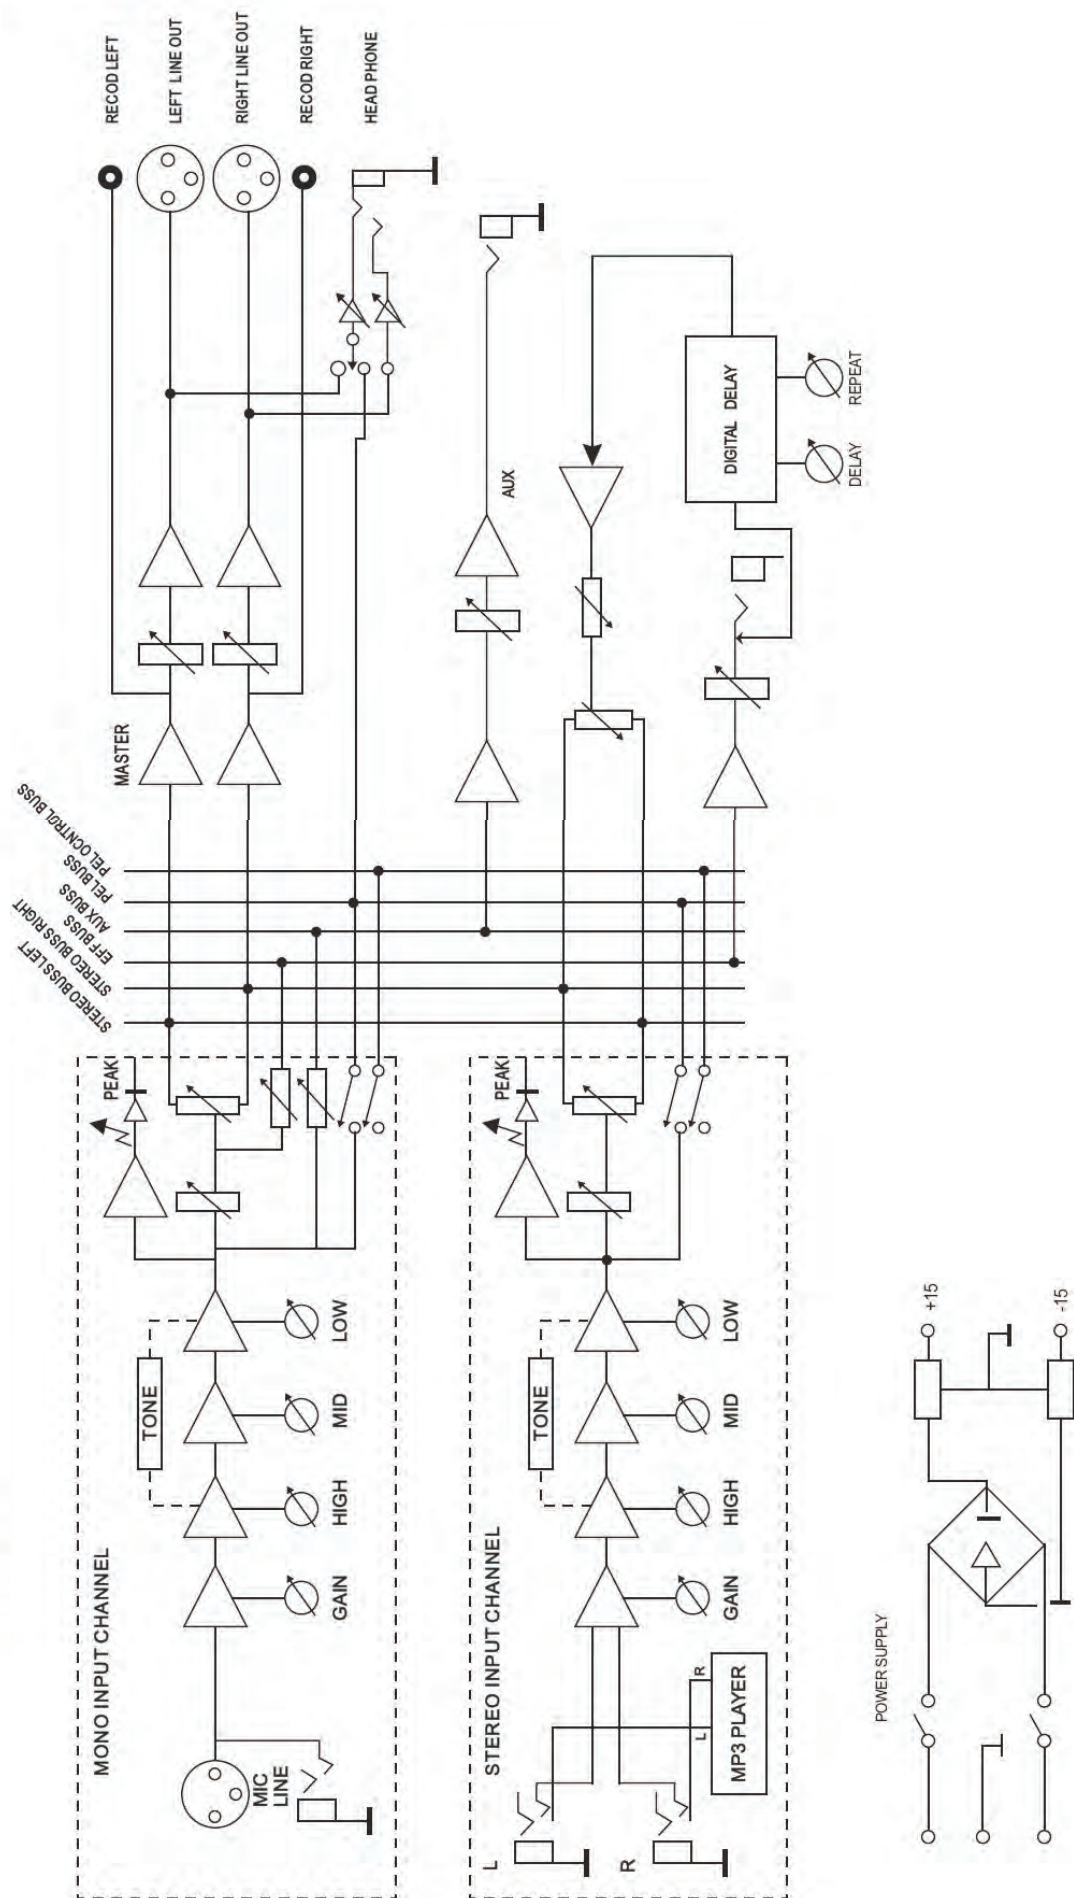 RECOD LEFT
LEFT LINE OUT
RIGHT LINE OUT
RECOD RIGHT
HEAD PHONE
MASTER
AUX
DIGITAL DELAY
REPEAT
DELAY
PEL OCNTROL BUSS
PEL BUSS
AUX BUSS
EFF BUSS
STEREO BUSS RIGHT
STEREO BUSS LEFT
MONO INPUT CHANNEL
PEAK
TONE
LOW
MID
HIGH
GAIN
MIC
LINE
STEREO INPUT CHANNEL
PEAK
TONE
LOW
MID
HIGH
GAIN
L
R
L
R
MP3 PLAYER
POWER SUPPLY
+15
-15